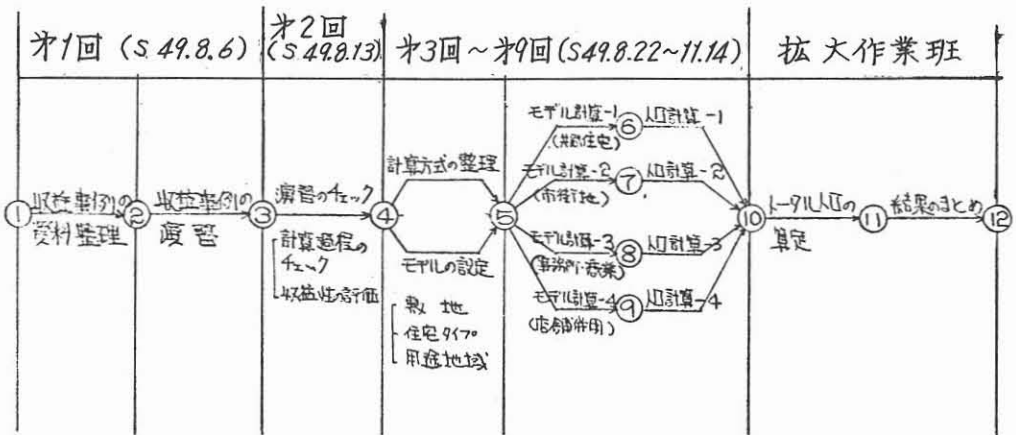 才1回 (S 49.8.6)
才2回
(S 49.8.13)
才3回～才9回(S49.8.22~11.14)
拡大作業班
① 収益事例の
資料整理
② 収益事例の
演習
③ 演習のチェック
計算過程の
チェック
収益性の評価
④ 計算方式の整理
モデルの設定
敷地
住宅タイプ
用途地域
⑤ モデル計算-1
(共同住宅)
⑥ 人口計算-1
モデル計算-2
(市街地)
⑦ 人口計算-2
モデル計算-3
(事務所・商業)
⑧ 人口計算-3
モデル計算-4
(店舗併用)
⑨ 人口計算-4
⑩ トータル人口の
算定
⑪ 結果のまとめ ⑫